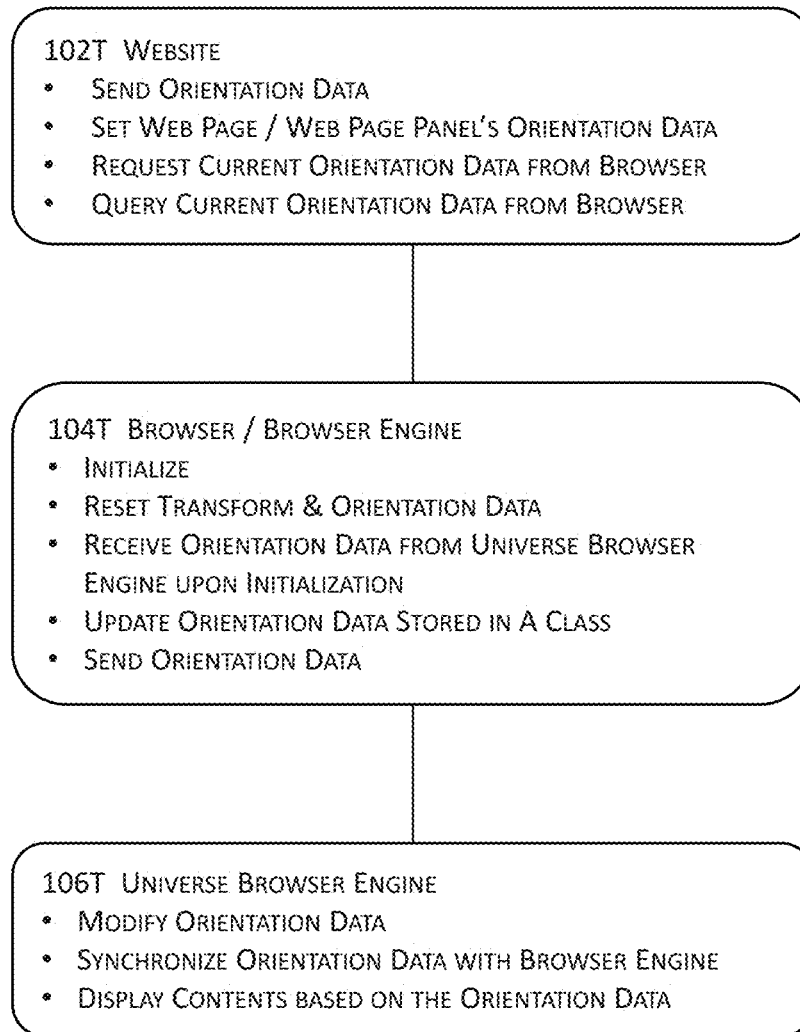 102T Website
• Send Orientation Data
• Set Web Page / Web Page Panel's Orientation Data
• Request Current Orientation Data from Browser
• Query Current Orientation Data from Browser
104T Browser / Browser Engine
• Initialize
• Reset Transform & Orientation Data
• Receive Orientation Data from Universe Browser
Engine upon Initialization
• Update Orientation Data Stored in A Class
• Send Orientation Data
106T Universe Browser Engine
• Modify Orientation Data
• Synchronize Orientation Data with Browser Engine
• Display Contents based on the Orientation Data